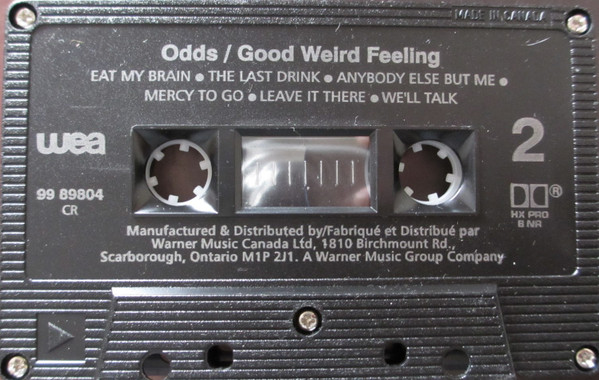 MADE IN CANADA
Odds / Good Weird Feeling
EAT MY BRAIN ● THE LAST DRINK ● ANYBODY ELSE BUT ME ●
MERCY TO GO ● LEAVE IT THERE ● WE'LL TALK
wea
2
99 89804
CR
HX PRO
B NR
Manufactured & Distributed by/Fabriqué et Distribué par
Warner Music Canada Ltd, 1810 Birchmount Rd.,
Scarborough, Ontario M1P 2J1. A Warner Music Group Company